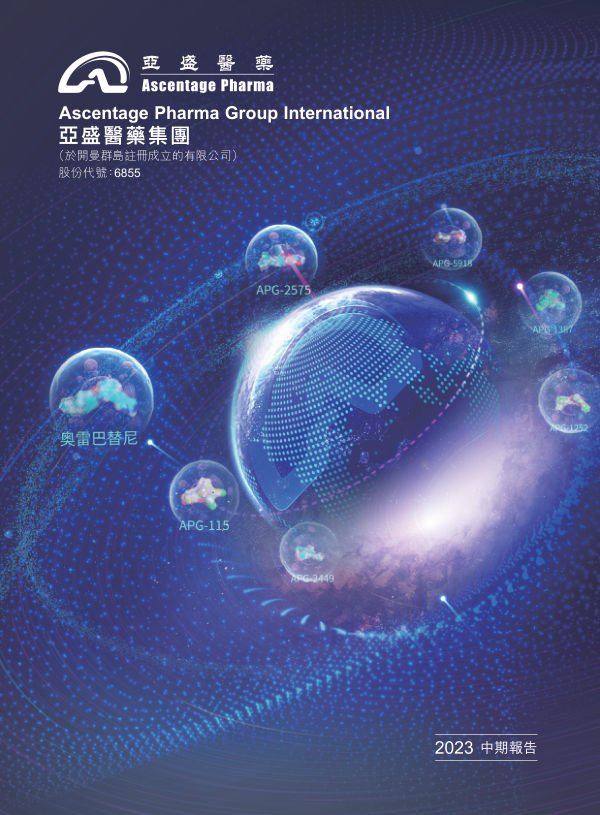 亞盛醫藥
Ascentage Pharma
Ascentage Pharma Group International
亞盛醫藥集團
（於開曼群島註冊成立的有限公司）
股份代號：6855
APG-5918
APG-2575
APG-1387
APG-1252
奧雷巴替尼
APG-115
APG-2449
2023 中期報告